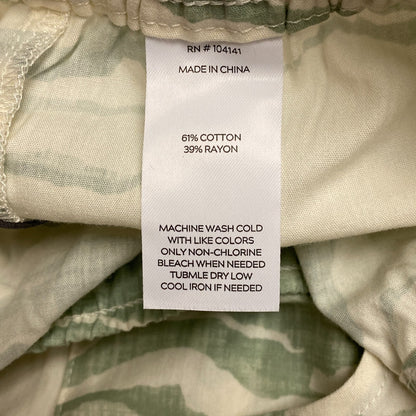 RN # 104141
MADE IN CHINA
61% COTTON
39% RAYON
MACHINE WASH COLD
WITH LIKE COLORS
ONLY NON-CHLORINE
BLEACH WHEN NEEDED
TUBMLE DRY LOW
COOL IRON IF NEEDED